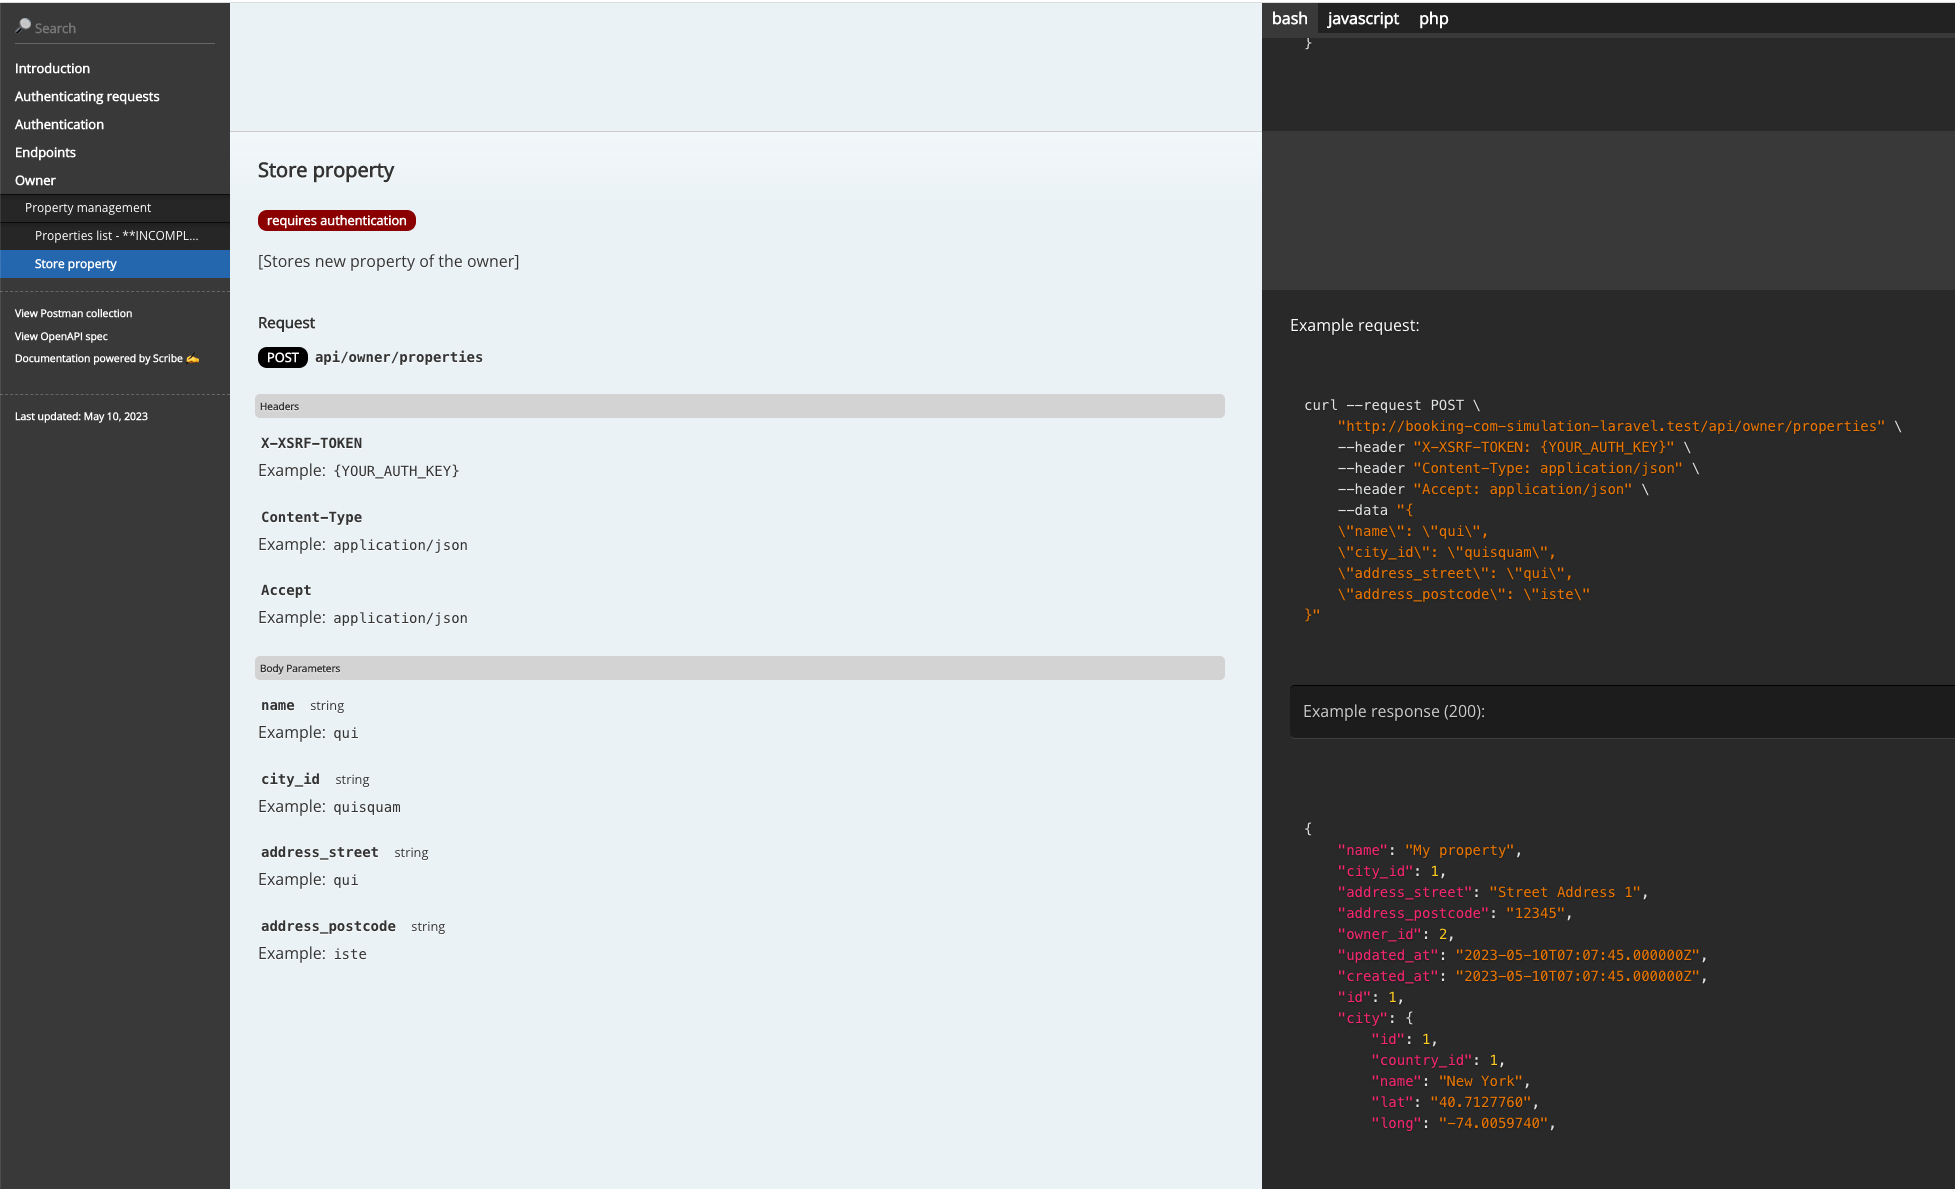 Search
Introduction
Authenticating requests
Authentication
Endpoints
Owner
Property management
Properties list - **INCOMPL...
Store property
View Postman collection
View OpenAPI spec
Documentation powered by Scribe ✍
Last updated: May 10, 2023
Store property
requires authentication
[Stores new property of the owner]
Request
POST api/owner/properties
Headers
X-XSRF-TOKEN
Example: {YOUR_AUTH_KEY}
Content-Type
Example: application/json
Accept
Example: application/json
Body Parameters
name string
Example: qui
city_id string
Example: quisquam
address_street string
Example: qui
address_postcode string
Example: iste
bash javascript php
}
Example request:
curl --request POST \
"http://booking-com-simulation-laravel.test/api/owner/properties" \
--header "X-XSRF-TOKEN: {YOUR_AUTH_KEY}" \
--header "Content-Type: application/json" \
--header "Accept: application/json" \
--data "{
\"name\": \"qui\",
\"city_id\": \"quisquam\",
\"address_street\": \"qui\",
\"address_postcode\": \"iste\"
}"
Example response (200):
{
"name": "My property",
"city_id": 1,
"address_street": "Street Address 1",
"address_postcode": "12345",
"owner_id": 2,
"updated_at": "2023-05-10T07:07:45.000000Z",
"created_at": "2023-05-10T07:07:45.000000Z",
"id": 1,
"city": {
"id": 1,
"country_id": 1,
"name": "New York",
"lat": "40.7127760",
"long": "-74.0059740",